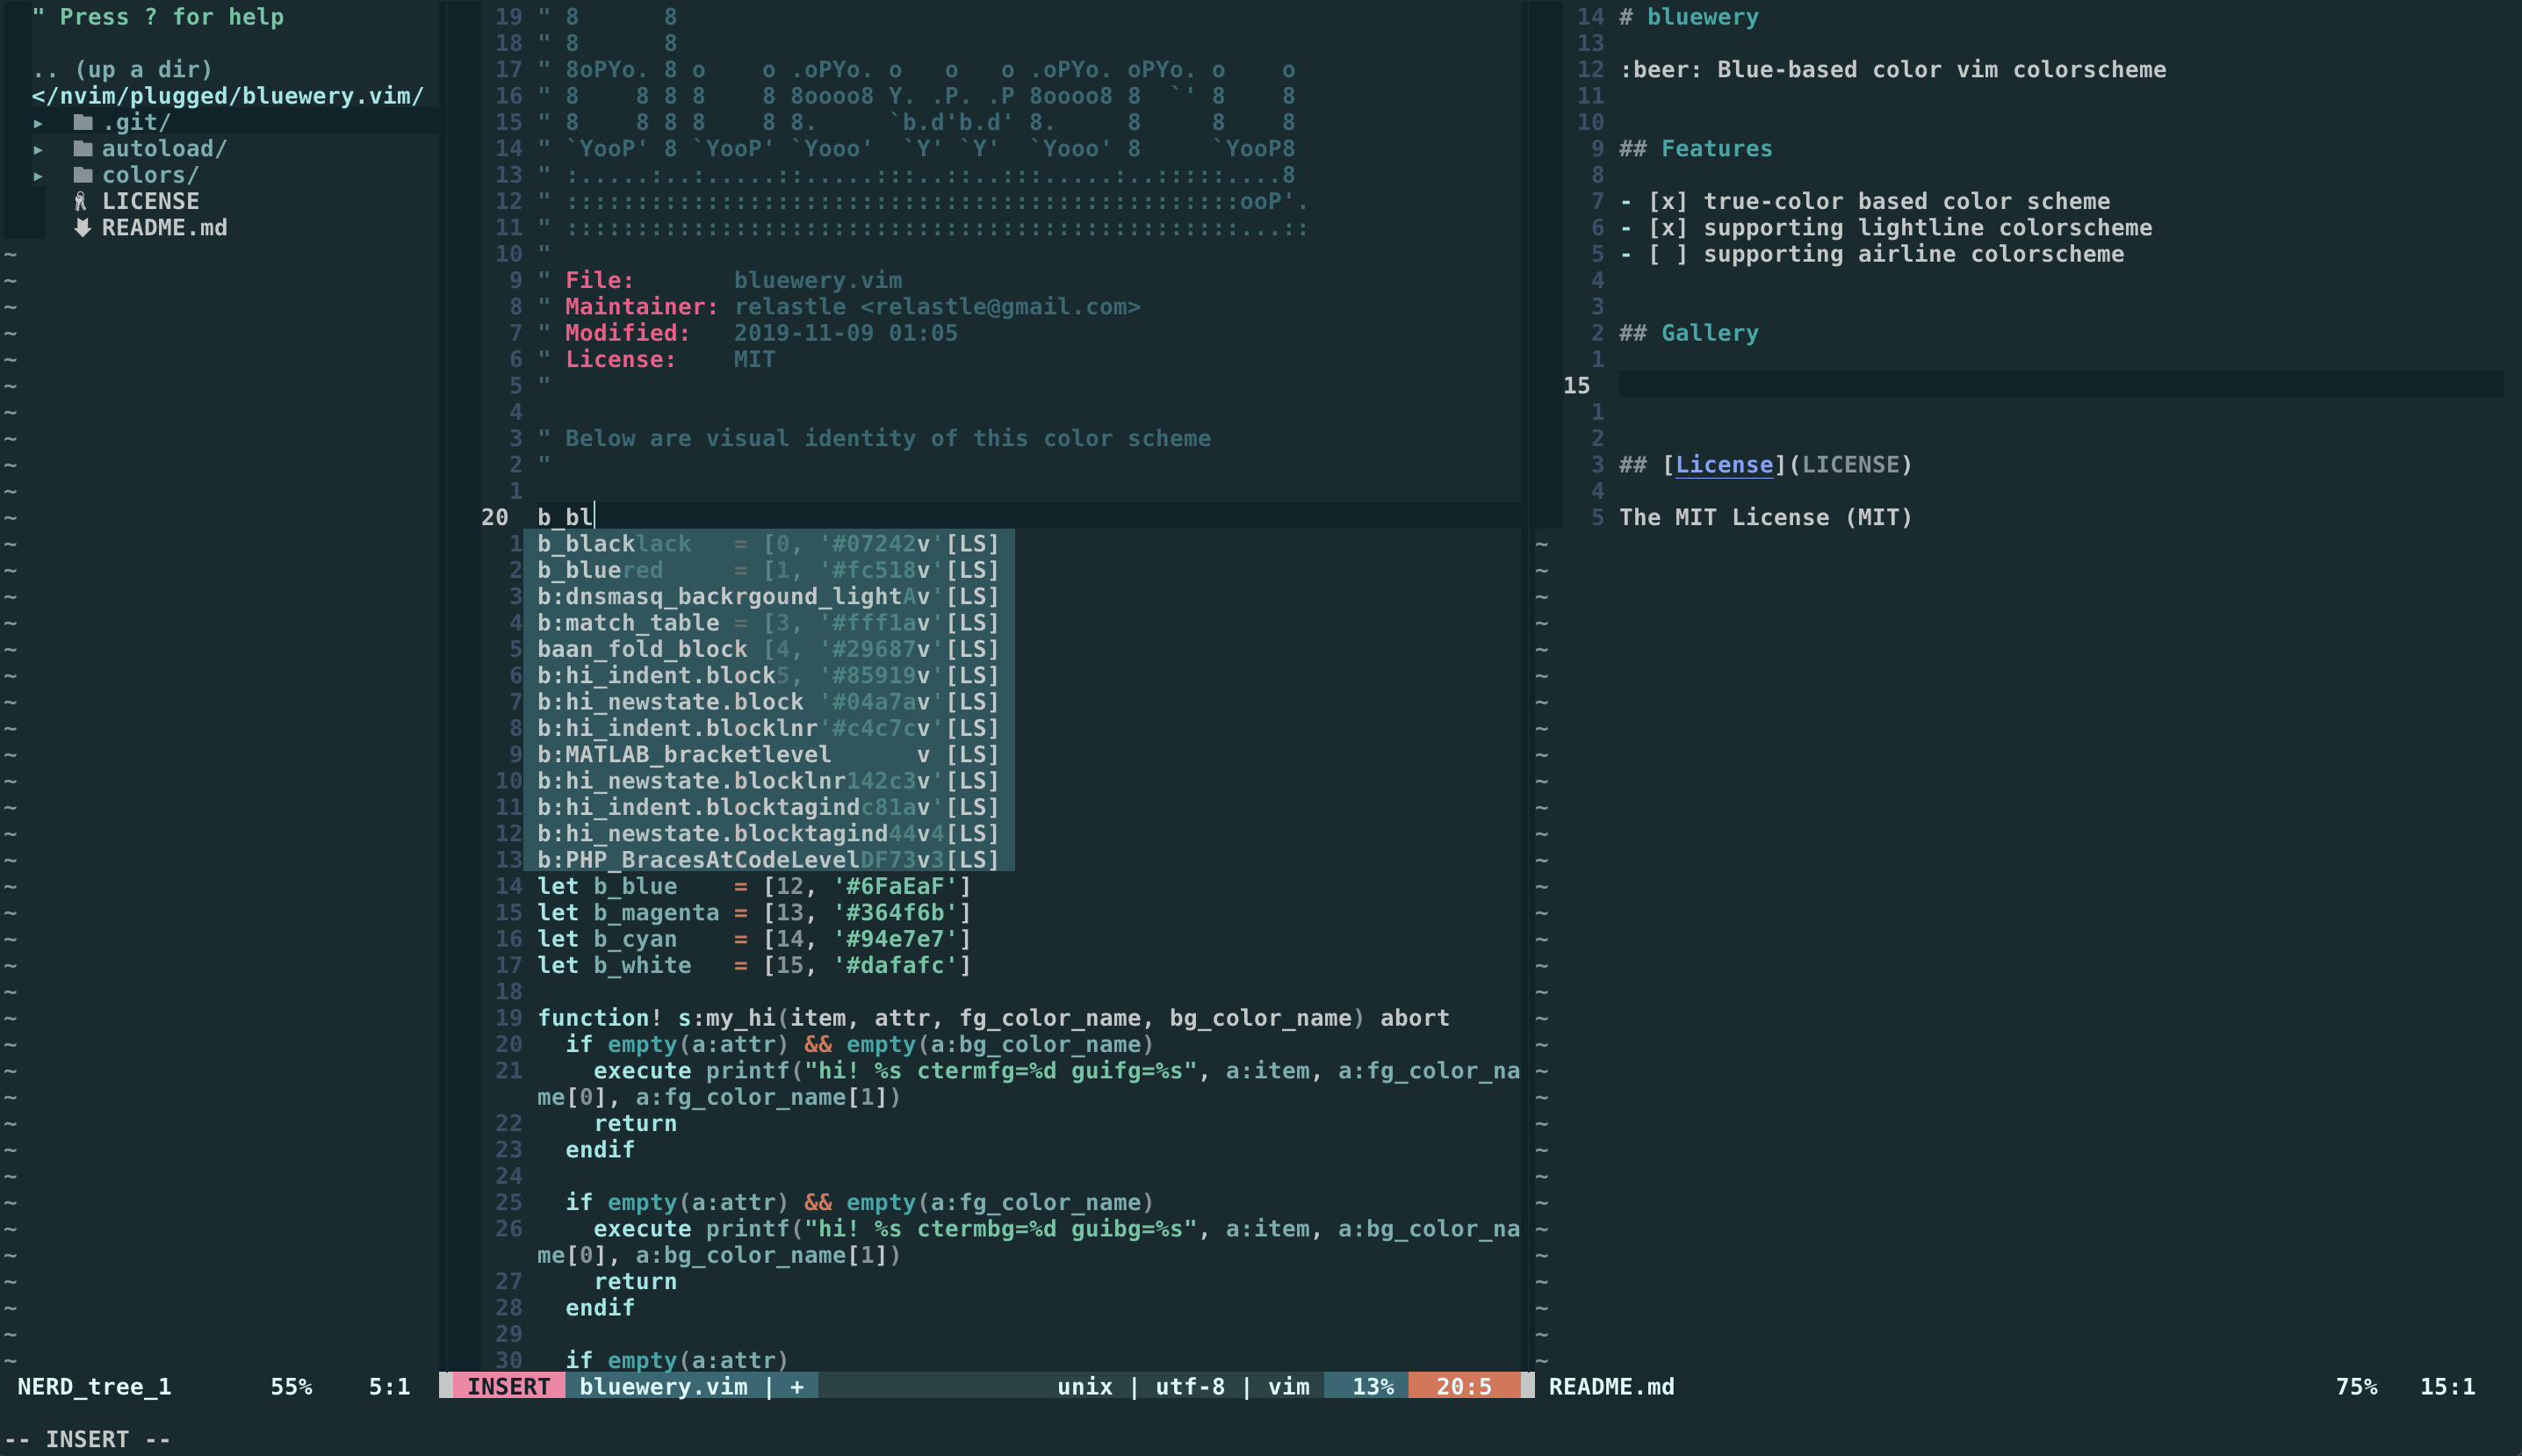 " Press ? for help
.. (up a dir)
</nvim/plugged/bluewery.vim/
▸ .git/
▸ autoload/
▸ colors/
LICENSE
README.md
NERD_tree_1 55% 5:1
19 " 8      8
18 " 8      8
17 " 8oPYo. 8 o    o .oPYo. o   o   o .oPYo. oPYo. o    o
16 " 8    8 8 8    8 8oooo8 Y. .P. .P 8oooo8 8  `' 8    8
15 " 8    8 8 8    8 8.     `b.d'b.d' 8.     8     8    8
14 " `YooP' 8 `YooP' `Yooo'  `Y' `Y'  `Yooo' 8     `YooP8
13 " :.....:..:.....::.....:::..::..:::.....:..:::::....8
12 " ::::::::::::::::::::::::::::::::::::::::::::::::ooP'.
11 " ::::::::::::::::::::::::::::::::::::::::::::::::...::
10 "
9 " File:       bluewery.vim
8 " Maintainer: relastle <relastle@gmail.com>
7 " Modified:   2019-11-09 01:05
6 " License:    MIT
5 "
4
3 " Below are visual identity of this color scheme
2 "
1
20 b_bl
1 b_blacklack   = [0, '#07242v'[LS]
2 b_bluered     = [1, '#fc518v'[LS]
3 b:dnsmasq_backrgound_lightAv'[LS]
4 b:match_table = [3, '#fff1av'[LS]
5 baan_fold_block [4, '#29687v'[LS]
6 b:hi_indent.block5, '#85919v'[LS]
7 b:hi_newstate.block '#04a7av'[LS]
8 b:hi_indent.blocklnr'#c4c7cv'[LS]
9 b:MATLAB_bracketlevel      v [LS]
10 b:hi_newstate.blocklnr142c3v'[LS]
11 b:hi_indent.blocktagindc81av'[LS]
12 b:hi_newstate.blocktagind44v4[LS]
13 b:PHP_BracesAtCodeLevelDF73v3[LS]
14 let b_blue    = [12, '#6FaEaF']
15 let b_magenta = [13, '#364f6b']
16 let b_cyan    = [14, '#94e7e7']
17 let b_white   = [15, '#dafafc']
18
19 function! s:my_hi(item, attr, fg_color_name, bg_color_name) abort
20   if empty(a:attr) && empty(a:bg_color_name)
21     execute printf("hi! %s ctermfg=%d guifg=%s", a:item, a:fg_color_na
me[0], a:fg_color_name[1])
22     return
23   endif
24
25   if empty(a:attr) && empty(a:fg_color_name)
26     execute printf("hi! %s ctermbg=%d guibg=%s", a:item, a:bg_color_na
me[0], a:bg_color_name[1])
27     return
28   endif
29
30   if empty(a:attr)
INSERT bluewery.vim | + unix | utf-8 | vim 13% 20:5
14 # bluewery
13
12 :beer: Blue-based color vim colorscheme
11
10
9 ## Features
8
7 - [x] true-color based color scheme
6 - [x] supporting lightline colorscheme
5 - [ ] supporting airline colorscheme
4
3
2 ## Gallery
1
15
1
2
3 ## [License](LICENSE)
4
5 The MIT License (MIT)
README.md 75% 15:1
-- INSERT --